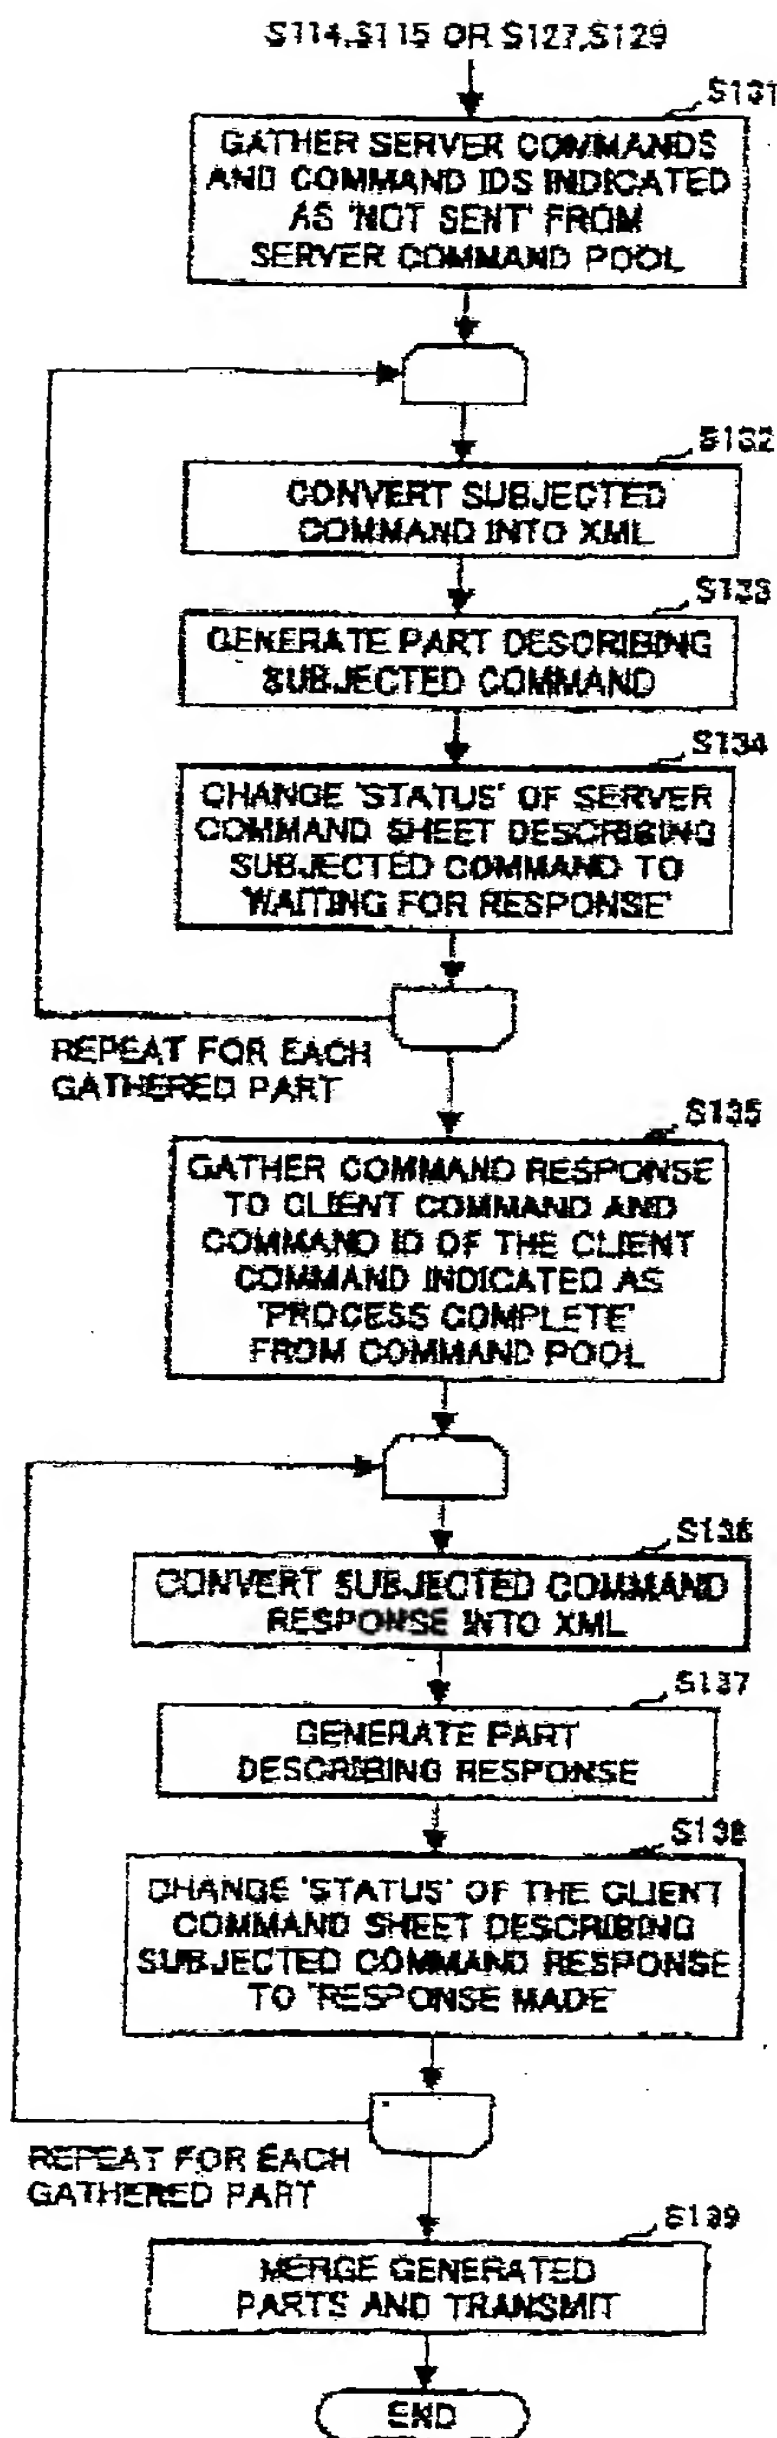 S114,S115 OR S127,S129
S131
GATHER SERVER COMMANDS
AND COMMAND IDS INDICATED
AS 'NOT SENT' FROM
SERVER COMMAND POOL
S132
CONVERT SUBJECTED
COMMAND INTO XML
S133
GENERATE PART DESCRIBING
SUBJECTED COMMAND
S134
CHANGE 'STATUS' OF SERVER
COMMAND SHEET DESCRIBING
SUBJECTED COMMAND TO
'WAITING FOR RESPONSE'
REPEAT FOR EACH
GATHERED PART
S135
GATHER COMMAND RESPONSE
TO CLIENT COMMAND AND
COMMAND ID OF THE CLIENT
COMMAND INDICATED AS
'PROCESS COMPLETE'
FROM COMMAND POOL
S136
CONVERT SUBJECTED COMMAND
RESPONSE INTO XML
S137
GENERATE PART
DESCRIBING RESPONSE
S138
CHANGE 'STATUS' OF THE CLIENT
COMMAND SHEET DESCRIBING
SUBJECTED COMMAND RESPONSE
TO 'RESPONSE MADE'
REPEAT FOR EACH
GATHERED PART
S139
MERGE GENERATED
PARTS AND TRANSMIT
END